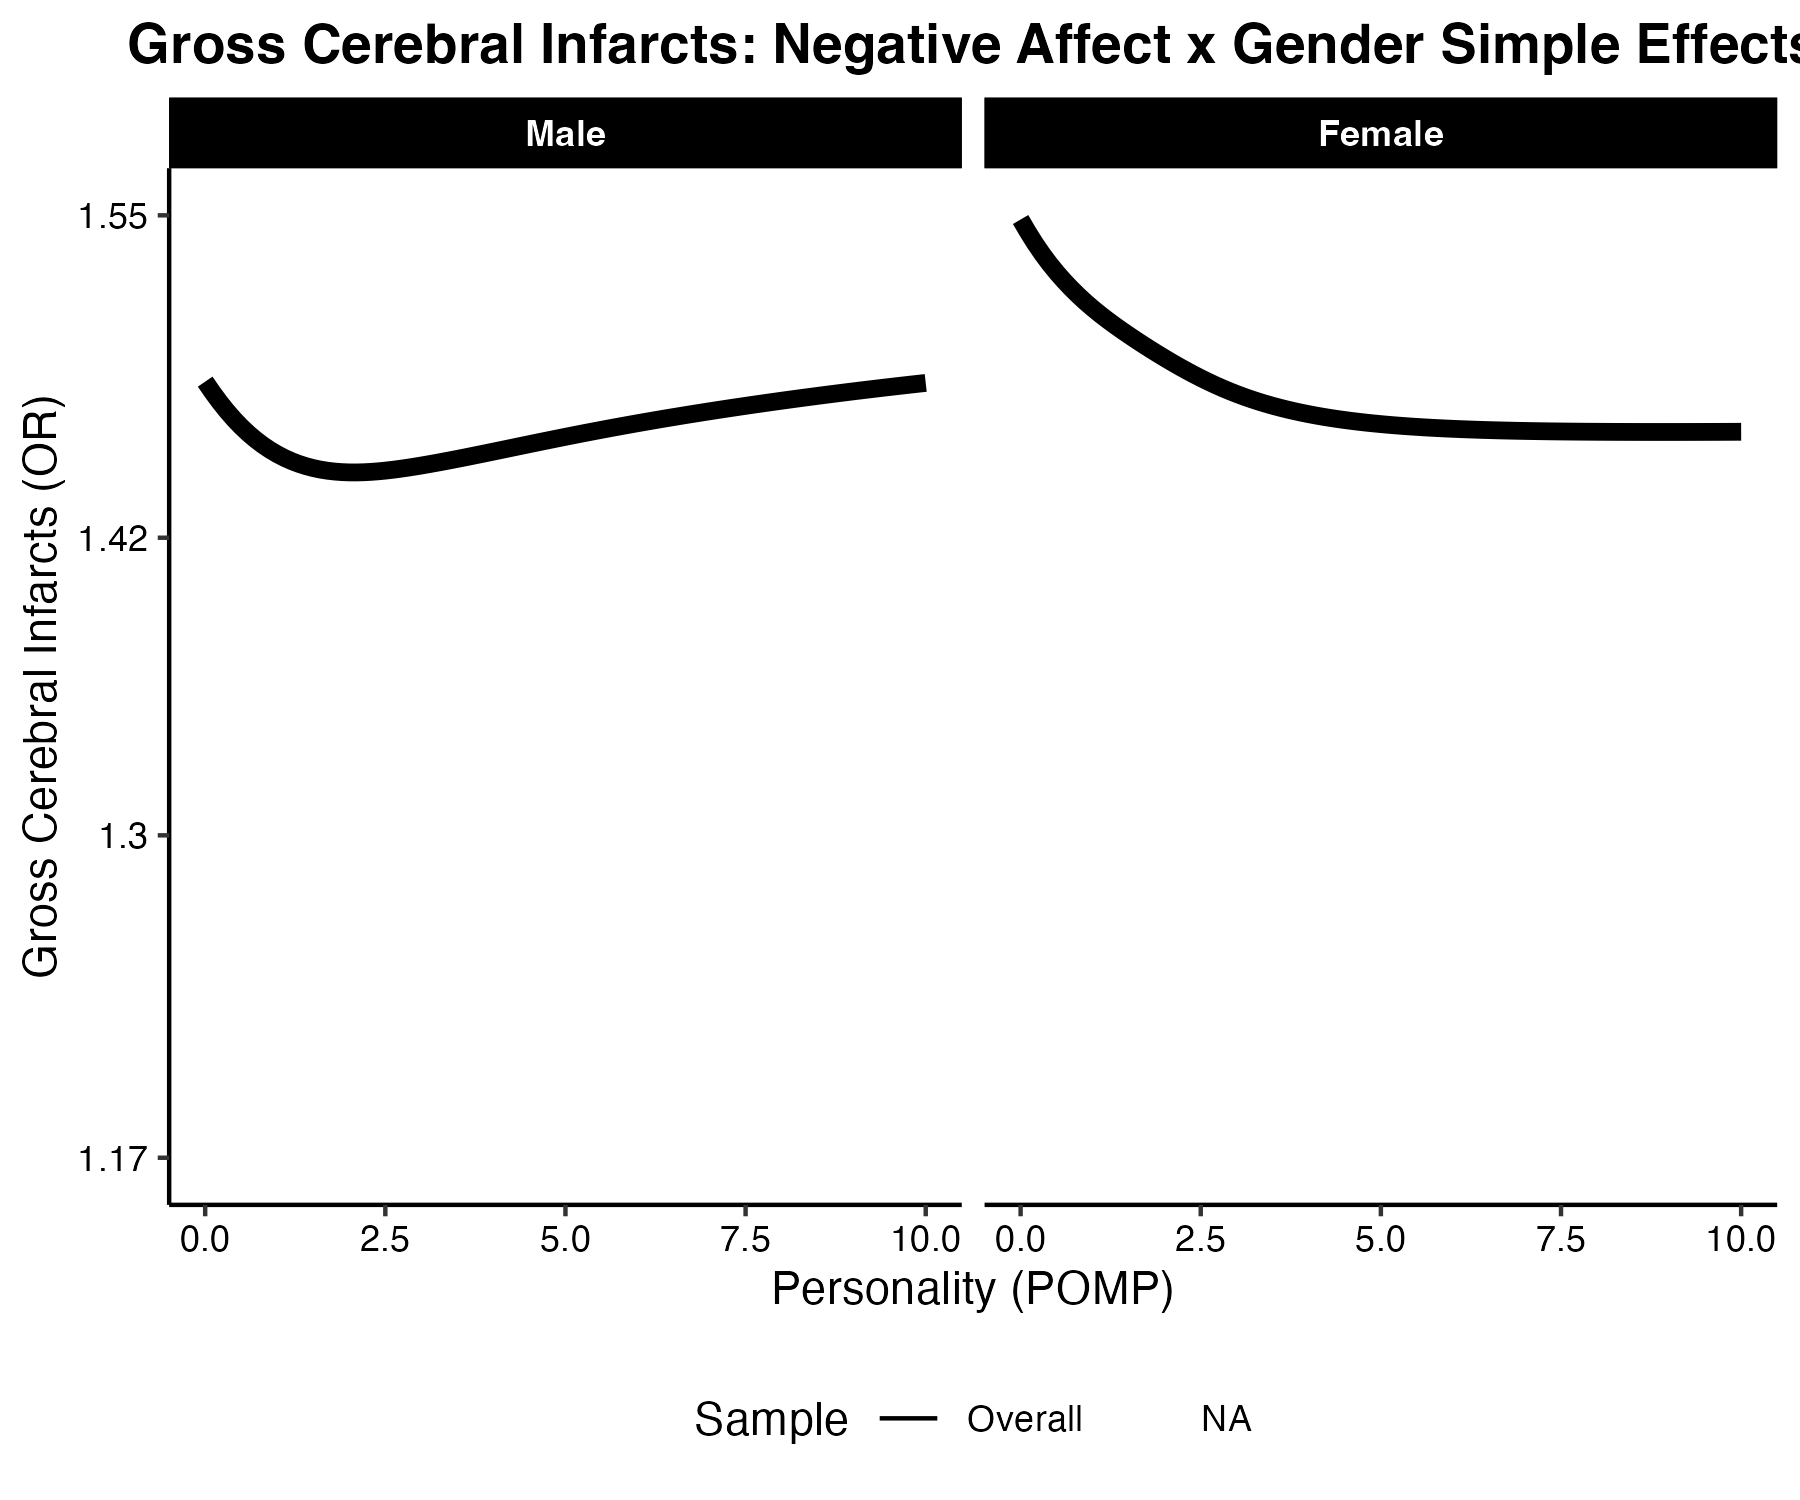 Gross Cerebral Infarcts: Negative Affect x Gender Simple Effects
Male
Female
Gross Cerebral Infarcts (OR)
1.55
1.42
1.3
1.17
0.0 2.5 5.0 7.5 10.0
0.0 2.5 5.0 7.5 10.0
Personality (POMP)
Sample Overall NA